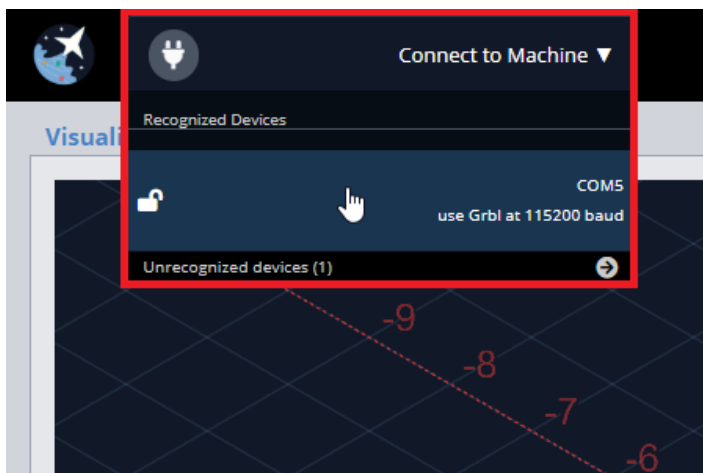 Connect to Machine ▼
Recognized Devices
Visuali
COM5
use Grbl at 115200 baud
Unrecognized devices (1)
-9
-8
-7
-6